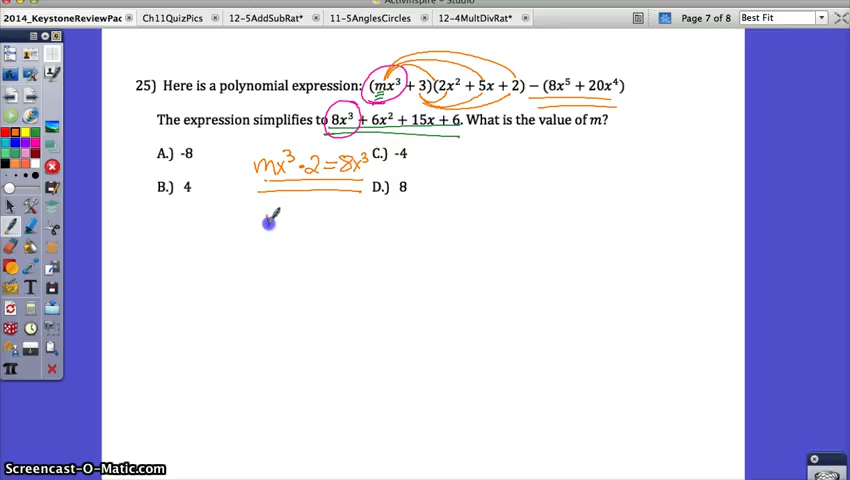 ActivInspire
2014_KeystoneReviewPac Ch11QuizPics 12-5AddSubRat* 11-5AnglesCircles 12-4MultDivRat* Page 7 of 8 Best Fit
25) Here is a polynomial expression: (mx³ + 3)(2x² + 5x + 2) − (8x⁵ + 20x⁴)
The expression simplifies to 8x³ + 6x² + 15x + 6. What is the value of m?
A.) -8 C.) -4
mx³ · 2 = 8x³
B.) 4 D.) 8
Screencast-O-Matic.com